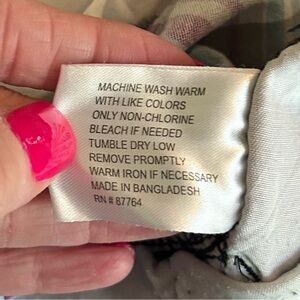 MACHINE WASH WARM
WITH LIKE COLORS
ONLY NON-CHLORINE
BLEACH IF NEEDED
TUMBLE DRY LOW
REMOVE PROMPTLY
WARM IRON IF NECESSARY
MADE IN BANGLADESH
RN # 87764